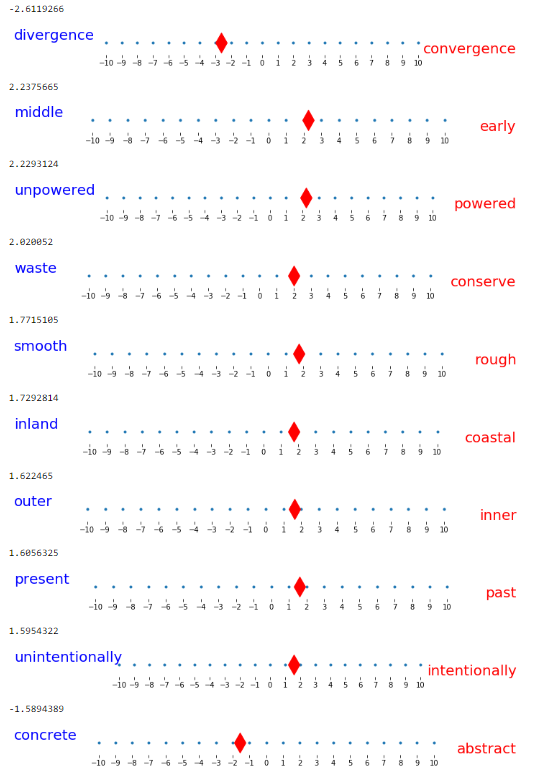 -2.6119266
divergence
convergence
−10 −9 −8 −7 −6 −5 −4 −3 −2 −1 0 1 2 3 4 5 6 7 8 9 10
2.2375665
middle
early
−10 −9 −8 −7 −6 −5 −4 −3 −2 −1 0 1 2 3 4 5 6 7 8 9 10
2.2293124
unpowered
powered
−10 −9 −8 −7 −6 −5 −4 −3 −2 −1 0 1 2 3 4 5 6 7 8 9 10
2.020052
waste
conserve
−10 −9 −8 −7 −6 −5 −4 −3 −2 −1 0 1 2 3 4 5 6 7 8 9 10
1.7715105
smooth
rough
−10 −9 −8 −7 −6 −5 −4 −3 −2 −1 0 1 2 3 4 5 6 7 8 9 10
1.7292814
inland
coastal
−10 −9 −8 −7 −6 −5 −4 −3 −2 −1 0 1 2 3 4 5 6 7 8 9 10
1.622465
outer
inner
−10 −9 −8 −7 −6 −5 −4 −3 −2 −1 0 1 2 3 4 5 6 7 8 9 10
1.6056325
present
past
−10 −9 −8 −7 −6 −5 −4 −3 −2 −1 0 1 2 3 4 5 6 7 8 9 10
1.5954322
unintentionally
intentionally
−10 −9 −8 −7 −6 −5 −4 −3 −2 −1 0 1 2 3 4 5 6 7 8 9 10
-1.5894389
concrete
abstract
−10 −9 −8 −7 −6 −5 −4 −3 −2 −1 0 1 2 3 4 5 6 7 8 9 10